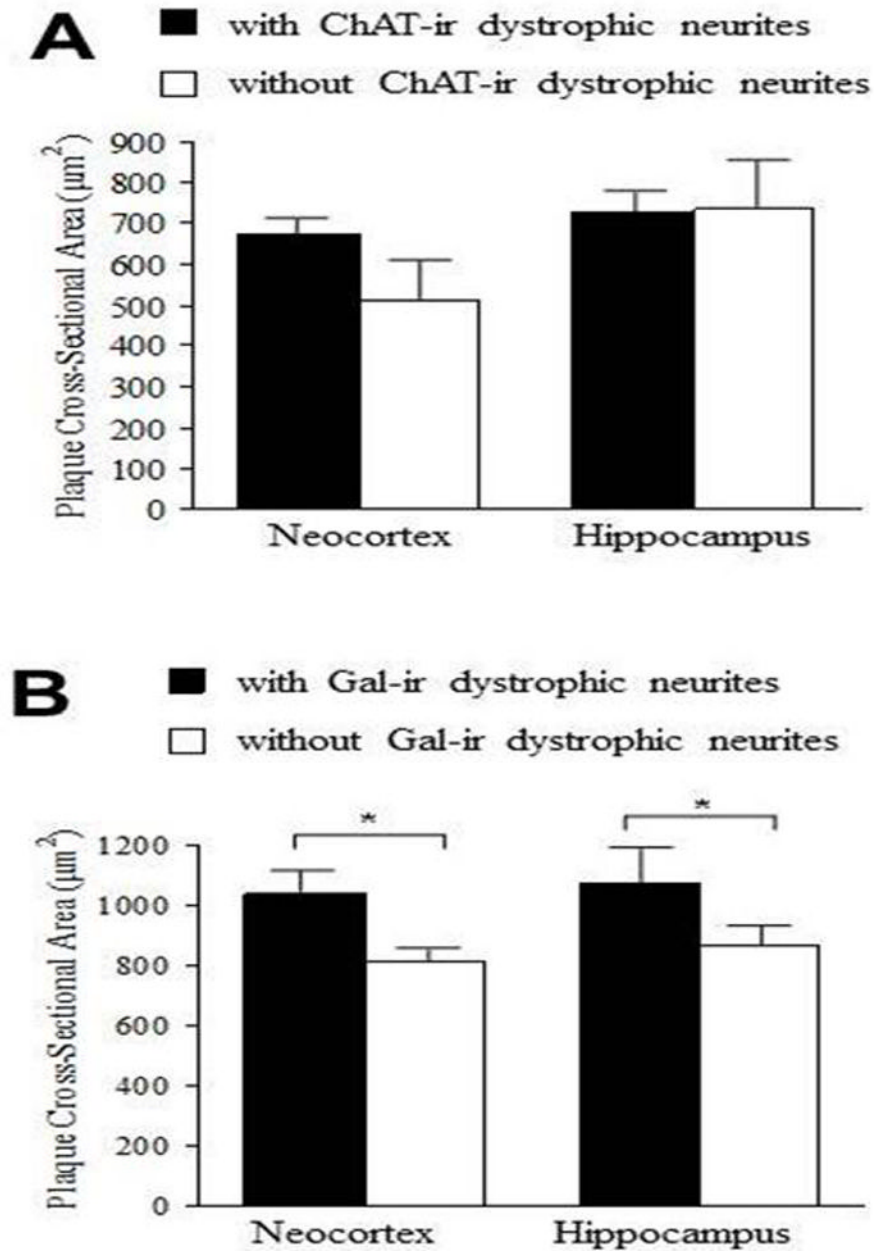 A
with ChAT-ir dystrophic neurites
without ChAT-ir dystrophic neurites
Plaque Cross-Sectional Area (µm²)
900
800
700
600
500
400
300
200
100
0
Neocortex Hippocampus
B
with Gal-ir dystrophic neurites
without Gal-ir dystrophic neurites
* *
Plaque Cross-Sectional Area (µm²)
1200
1000
800
600
400
200
0
Neocortex Hippocampus